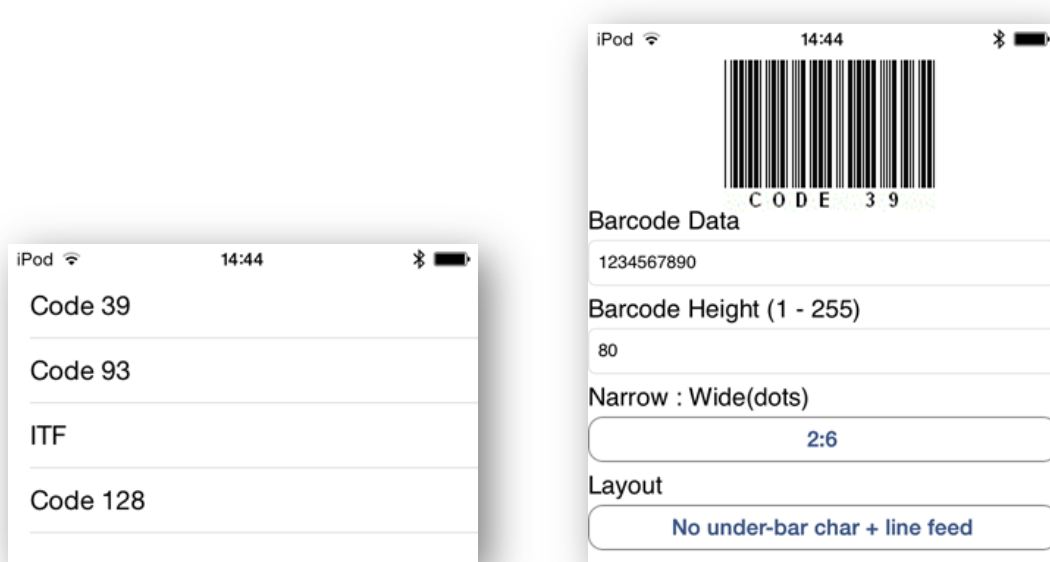 iPod 14:44
Code 39
Code 93
ITF
Code 128
iPod 14:44
CODE 39
Barcode Data
1234567890
Barcode Height (1 - 255)
80
Narrow : Wide(dots)
2:6
Layout
No under-bar char + line feed